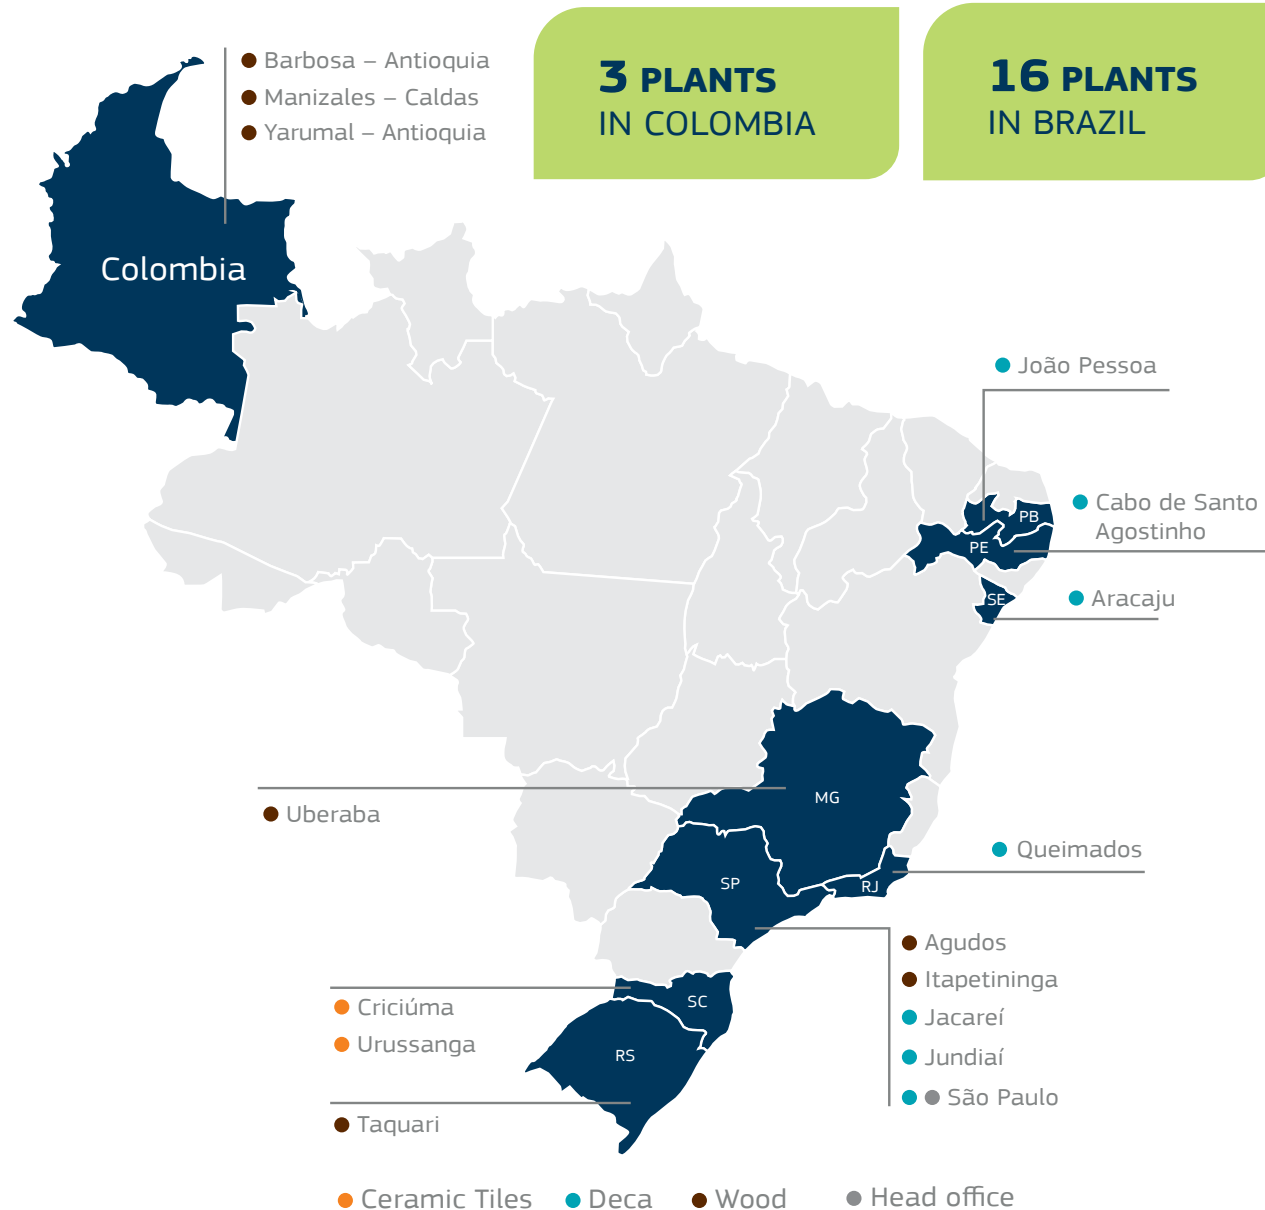 Barbosa – Antioquia
Manizales – Caldas
Yarumal – Antioquia
3 PLANTS
IN COLOMBIA
16 PLANTS
IN BRAZIL
Colombia
João Pessoa
Cabo de Santo
Agostinho
PB
PE
SE
Aracaju
MG
Uberaba
Queimados
SP
RJ
Agudos
Itapetininga
Jacareí
Jundiaí
São Paulo
Criciúma
Urussanga
SC
RS
Taquari
Ceramic Tiles
Deca
Wood
Head office